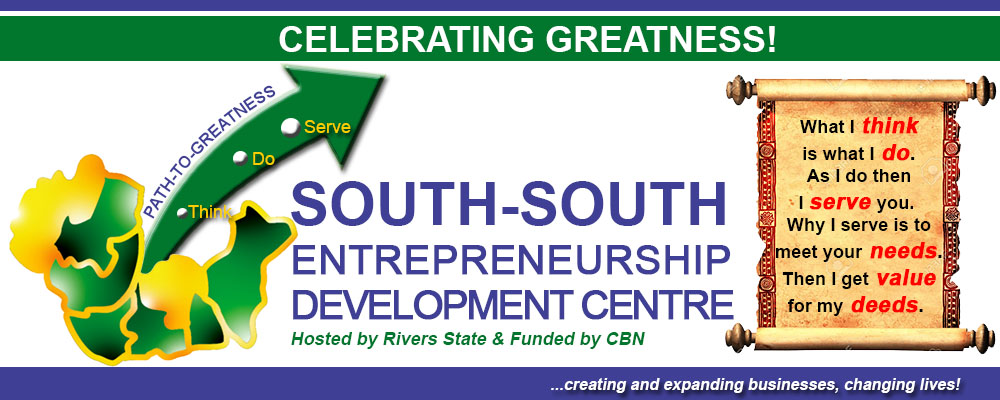 CELEBRATING GREATNESS!
PATH-TO-GREATNESS
Serve
Do
Think
SOUTH-SOUTH
ENTREPRENEURSHIP
DEVELOPMENT CENTRE
Hosted by Rivers State & Funded by CBN
What I think
is what I do.
As I do then
I serve you.
Why I serve is to
meet your needs.
Then I get value
for my deeds.
...creating and expanding businesses, changing lives!